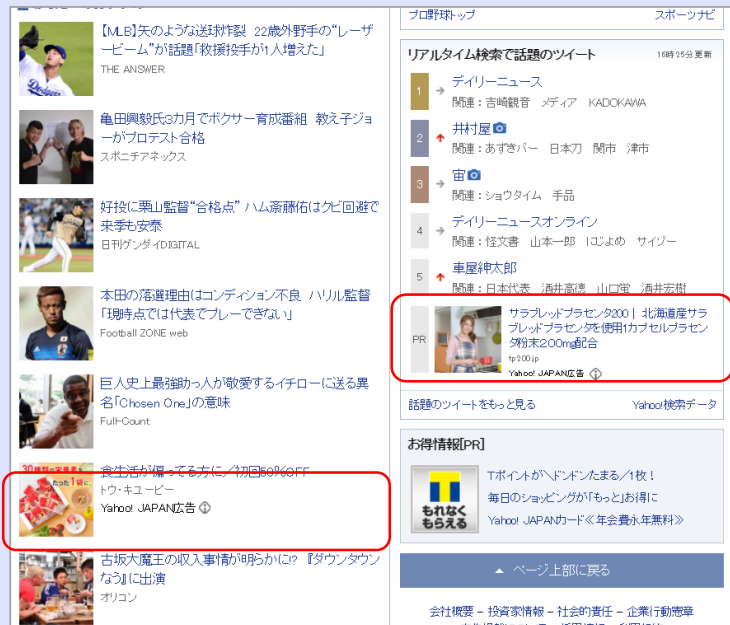 【MLB】矢のような送球炸裂 22歳外野手の“レーザ
ービーム”が話題「救援投手が1人増えた」
THE ANSWER
亀田興毅氏3カ月でボクサー育成番組 教え子ジョ
ーがプロテスト合格
スポニチアネックス
好投に栗山監督“合格点” ハム斎藤佑はクビ回避で
来季も安泰
日刊ゲンダイDIGITAL
本田の落選理由はコンディション不良 ハリル監督
「現時点では代表でプレーできない」
Football ZONE web
巨人史上最強助っ人が敬愛するイチローに送る異
名「Chosen One」の意味
Full-Count
30種類の栄養素を
たった1袋に
食生活が偏ってる方に/初回50%OFF
トウ・キユーピー
Yahoo! JAPAN広告
古坂大魔王の収入事情が明らかに!? 『ダウンタウン
なう』に出演
オリコン
プロ野球トップ
スポーツナビ
リアルタイム検索で話題のツイート
16時25分更新
1 デイリーニュース
関連：吉崎観音 メディア KADOKAWA
2 井村屋
関連：あずきバー 日本刀 関市 津市
3 宙
関連：ショウタイム 手品
4 デイリーニュースオンライン
関連：怪文書 山本一郎 はじよめ サイゾー
5 車屋紳太郎
関連：日本代表 酒井高徳 山口蛍 酒井宏樹
PR
サラブレッドプラセンタ200｜ 北海道産サラ
ブレッドプラセンタを使用1カプセルプラセン
タ粉末200mg配合
tp200.jp
Yahoo! JAPAN広告
話題のツイートをもっと見る
Yahoo!検索データ
お得情報[PR]
T
もれなく
もらえる
Tポイントが＼ドンドンたまる／1枚！
毎日のショッピングが「もっと」お得に
Yahoo! JAPANカード≪年会費永年無料≫
▲ ページ上部に戻る
会社概要 - 投資家情報 - 社会的責任 - 企業行動憲章